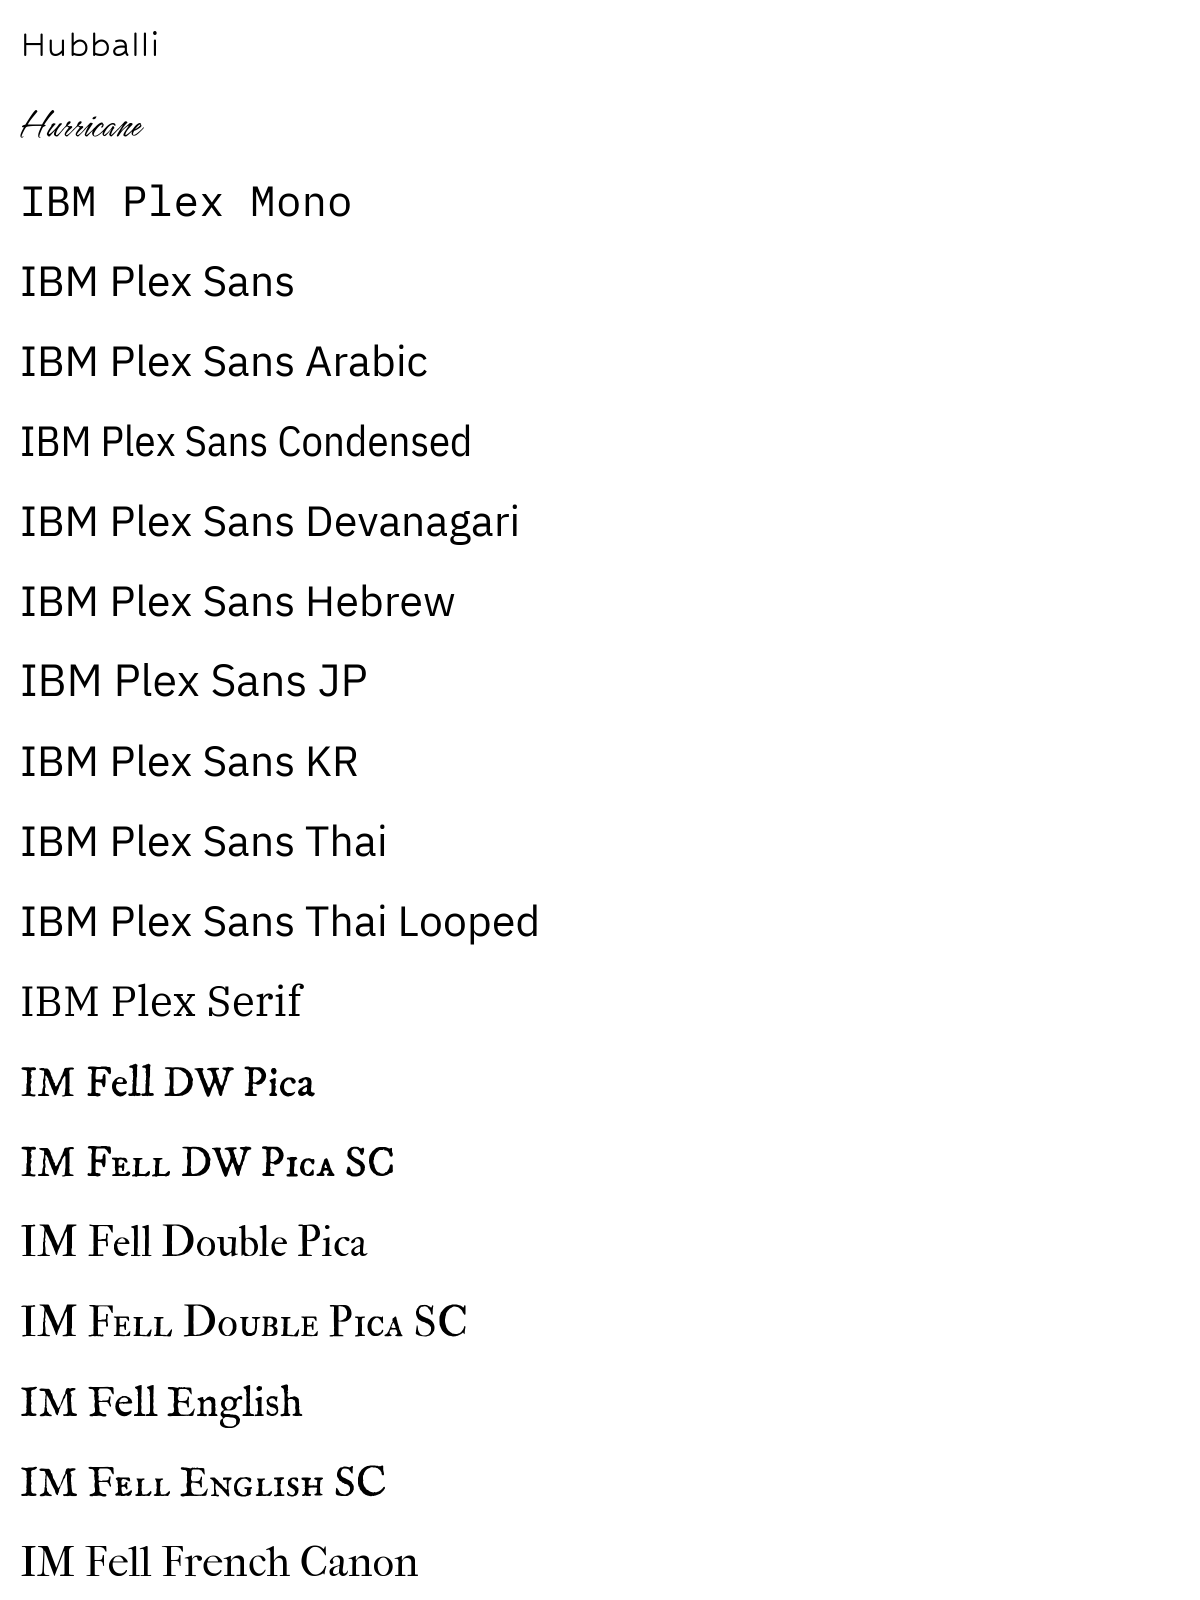 Hubballi
Hurricane
IBM Plex Mono
IBM Plex Sans
IBM Plex Sans Arabic
IBM Plex Sans Condensed
IBM Plex Sans Devanagari
IBM Plex Sans Hebrew
IBM Plex Sans JP
IBM Plex Sans KR
IBM Plex Sans Thai
IBM Plex Sans Thai Looped
IBM Plex Serif
IM Fell DW Pica
IM Fell DW Pica SC
IM Fell Double Pica
IM Fell Double Pica SC
IM Fell English
IM Fell English SC
IM Fell French Canon